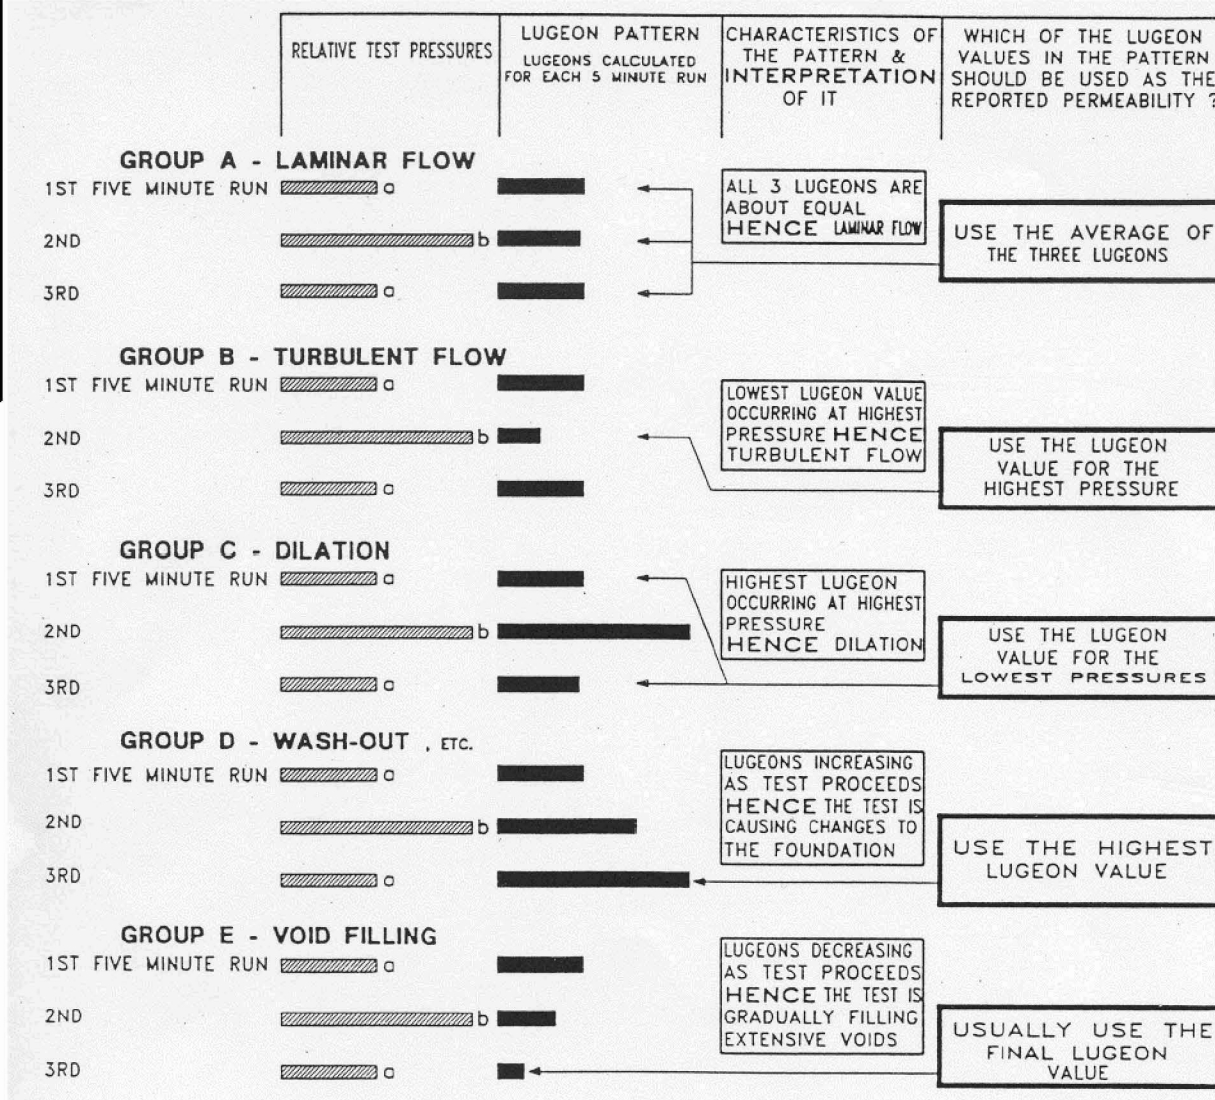 RELATIVE TEST PRESSURES
LUGEON PATTERN
LUGEONS CALCULATED
FOR EACH 5 MINUTE RUN
CHARACTERISTICS OF
THE PATTERN &
INTERPRETATION
OF IT
WHICH OF THE LUGEON
VALUES IN THE PATTERN
SHOULD BE USED AS THE
REPORTED PERMEABILITY ?
GROUP A - LAMINAR FLOW
1ST FIVE MINUTE RUN a
2ND b
3RD a
ALL 3 LUGEONS ARE
ABOUT EQUAL
HENCE LAMINAR FLOW
USE THE AVERAGE OF
THE THREE LUGEONS
GROUP B - TURBULENT FLOW
1ST FIVE MINUTE RUN a
2ND b
3RD a
LOWEST LUGEON VALUE
OCCURRING AT HIGHEST
PRESSURE HENCE
TURBULENT FLOW
USE THE LUGEON
VALUE FOR THE
HIGHEST PRESSURE
GROUP C - DILATION
1ST FIVE MINUTE RUN a
2ND b
3RD a
HIGHEST LUGEON
OCCURRING AT HIGHEST
PRESSURE
HENCE DILATION
USE THE LUGEON
VALUE FOR THE
LOWEST PRESSURES
GROUP D - WASH-OUT , ETC.
1ST FIVE MINUTE RUN a
2ND b
3RD a
LUGEONS INCREASING
AS TEST PROCEEDS
HENCE THE TEST IS
CAUSING CHANGES TO
THE FOUNDATION
USE THE HIGHEST
LUGEON VALUE
GROUP E - VOID FILLING
1ST FIVE MINUTE RUN a
2ND b
3RD a
LUGEONS DECREASING
AS TEST PROCEEDS
HENCE THE TEST IS
GRADUALLY FILLING
EXTENSIVE VOIDS
USUALLY USE THE
FINAL LUGEON
VALUE